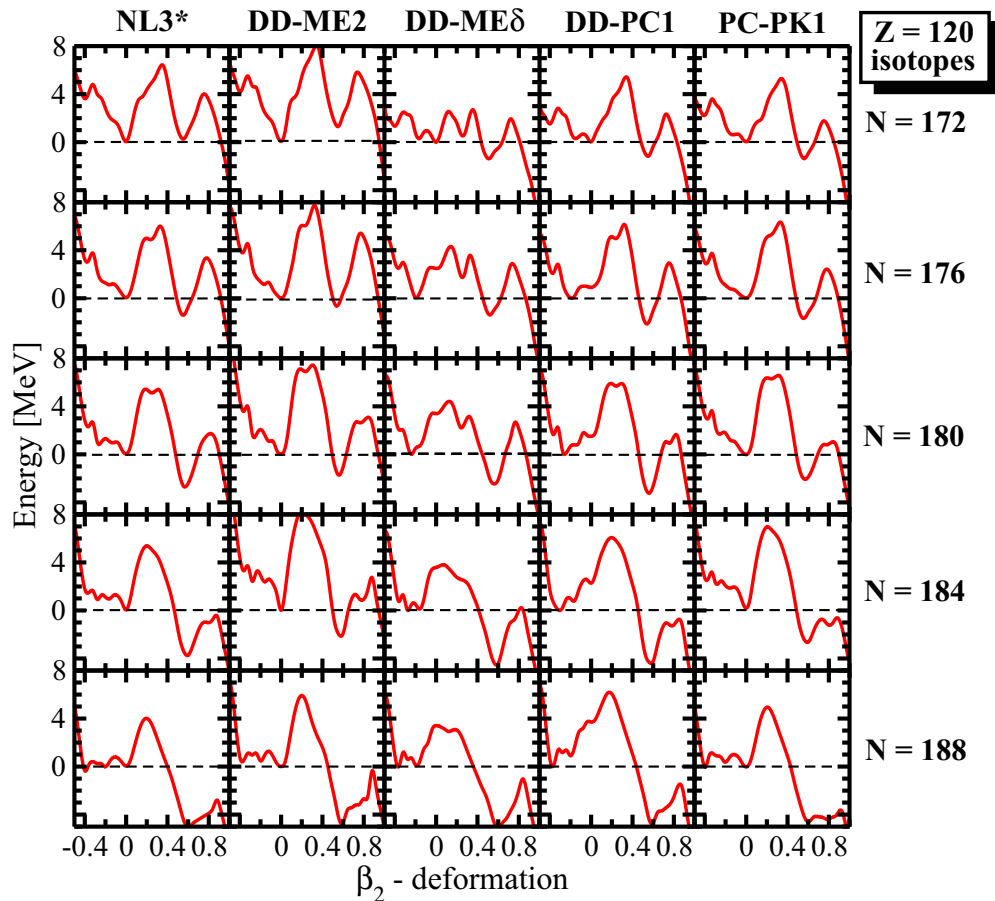 NL3* DD-ME2 DD-MEδ DD-PC1 PC-PK1
Z = 120
isotopes
8
4
0
N = 172
8
4
0
N = 176
8
4
0
N = 180
8
4
0
N = 184
8
4
0
N = 188
Energy [MeV]
-0.4 0 0.4 0.8 0 0.4 0.8 0 0.4 0.8 0 0.4 0.8 0 0.4 0.8
β₂ - deformation